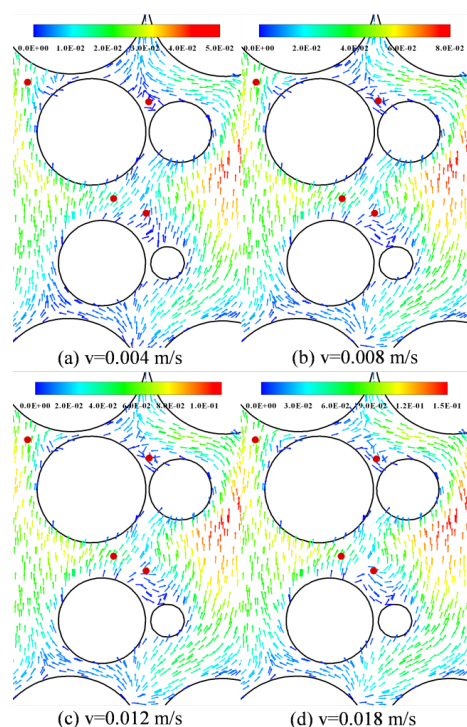 0.0E+00 1.0E-02 2.0E-02 3.0E-02 4.0E-02 5.0E-02
0.0E+00 2.0E-02 4.0E-02 6.0E-02 8.0E-02
(a) v=0.004 m/s
(b) v=0.008 m/s
0.0E+00 2.0E-02 4.0E-02 6.0E-02 8.0E-02 1.0E-01
0.0E+00 3.0E-02 6.0E-02 9.0E-02 1.2E-01 1.5E-01
(c) v=0.012 m/s
(d) v=0.018 m/s